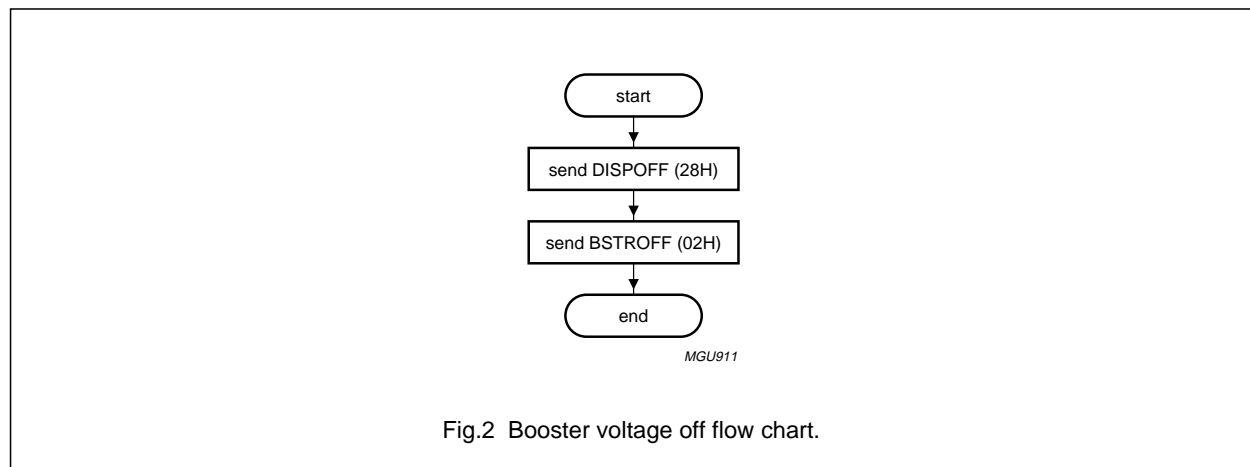 start
send DISPOFF (28H)
send BSTROFF (02H)
end
MGU911
Fig.2 Booster voltage off flow chart.